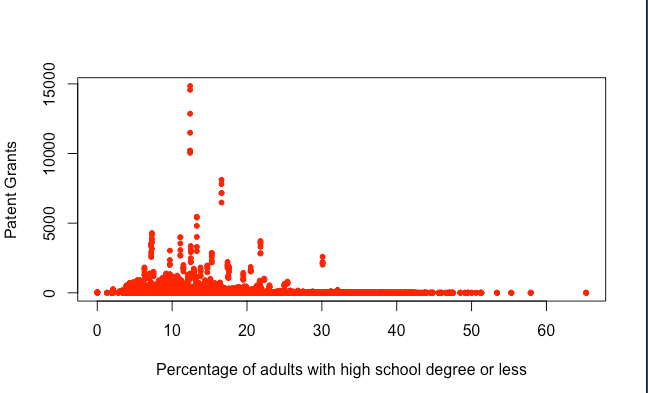 15000
10000
5000
0
Patent Grants
0 10 20 30 40 50 60
Percentage of adults with high school degree or less